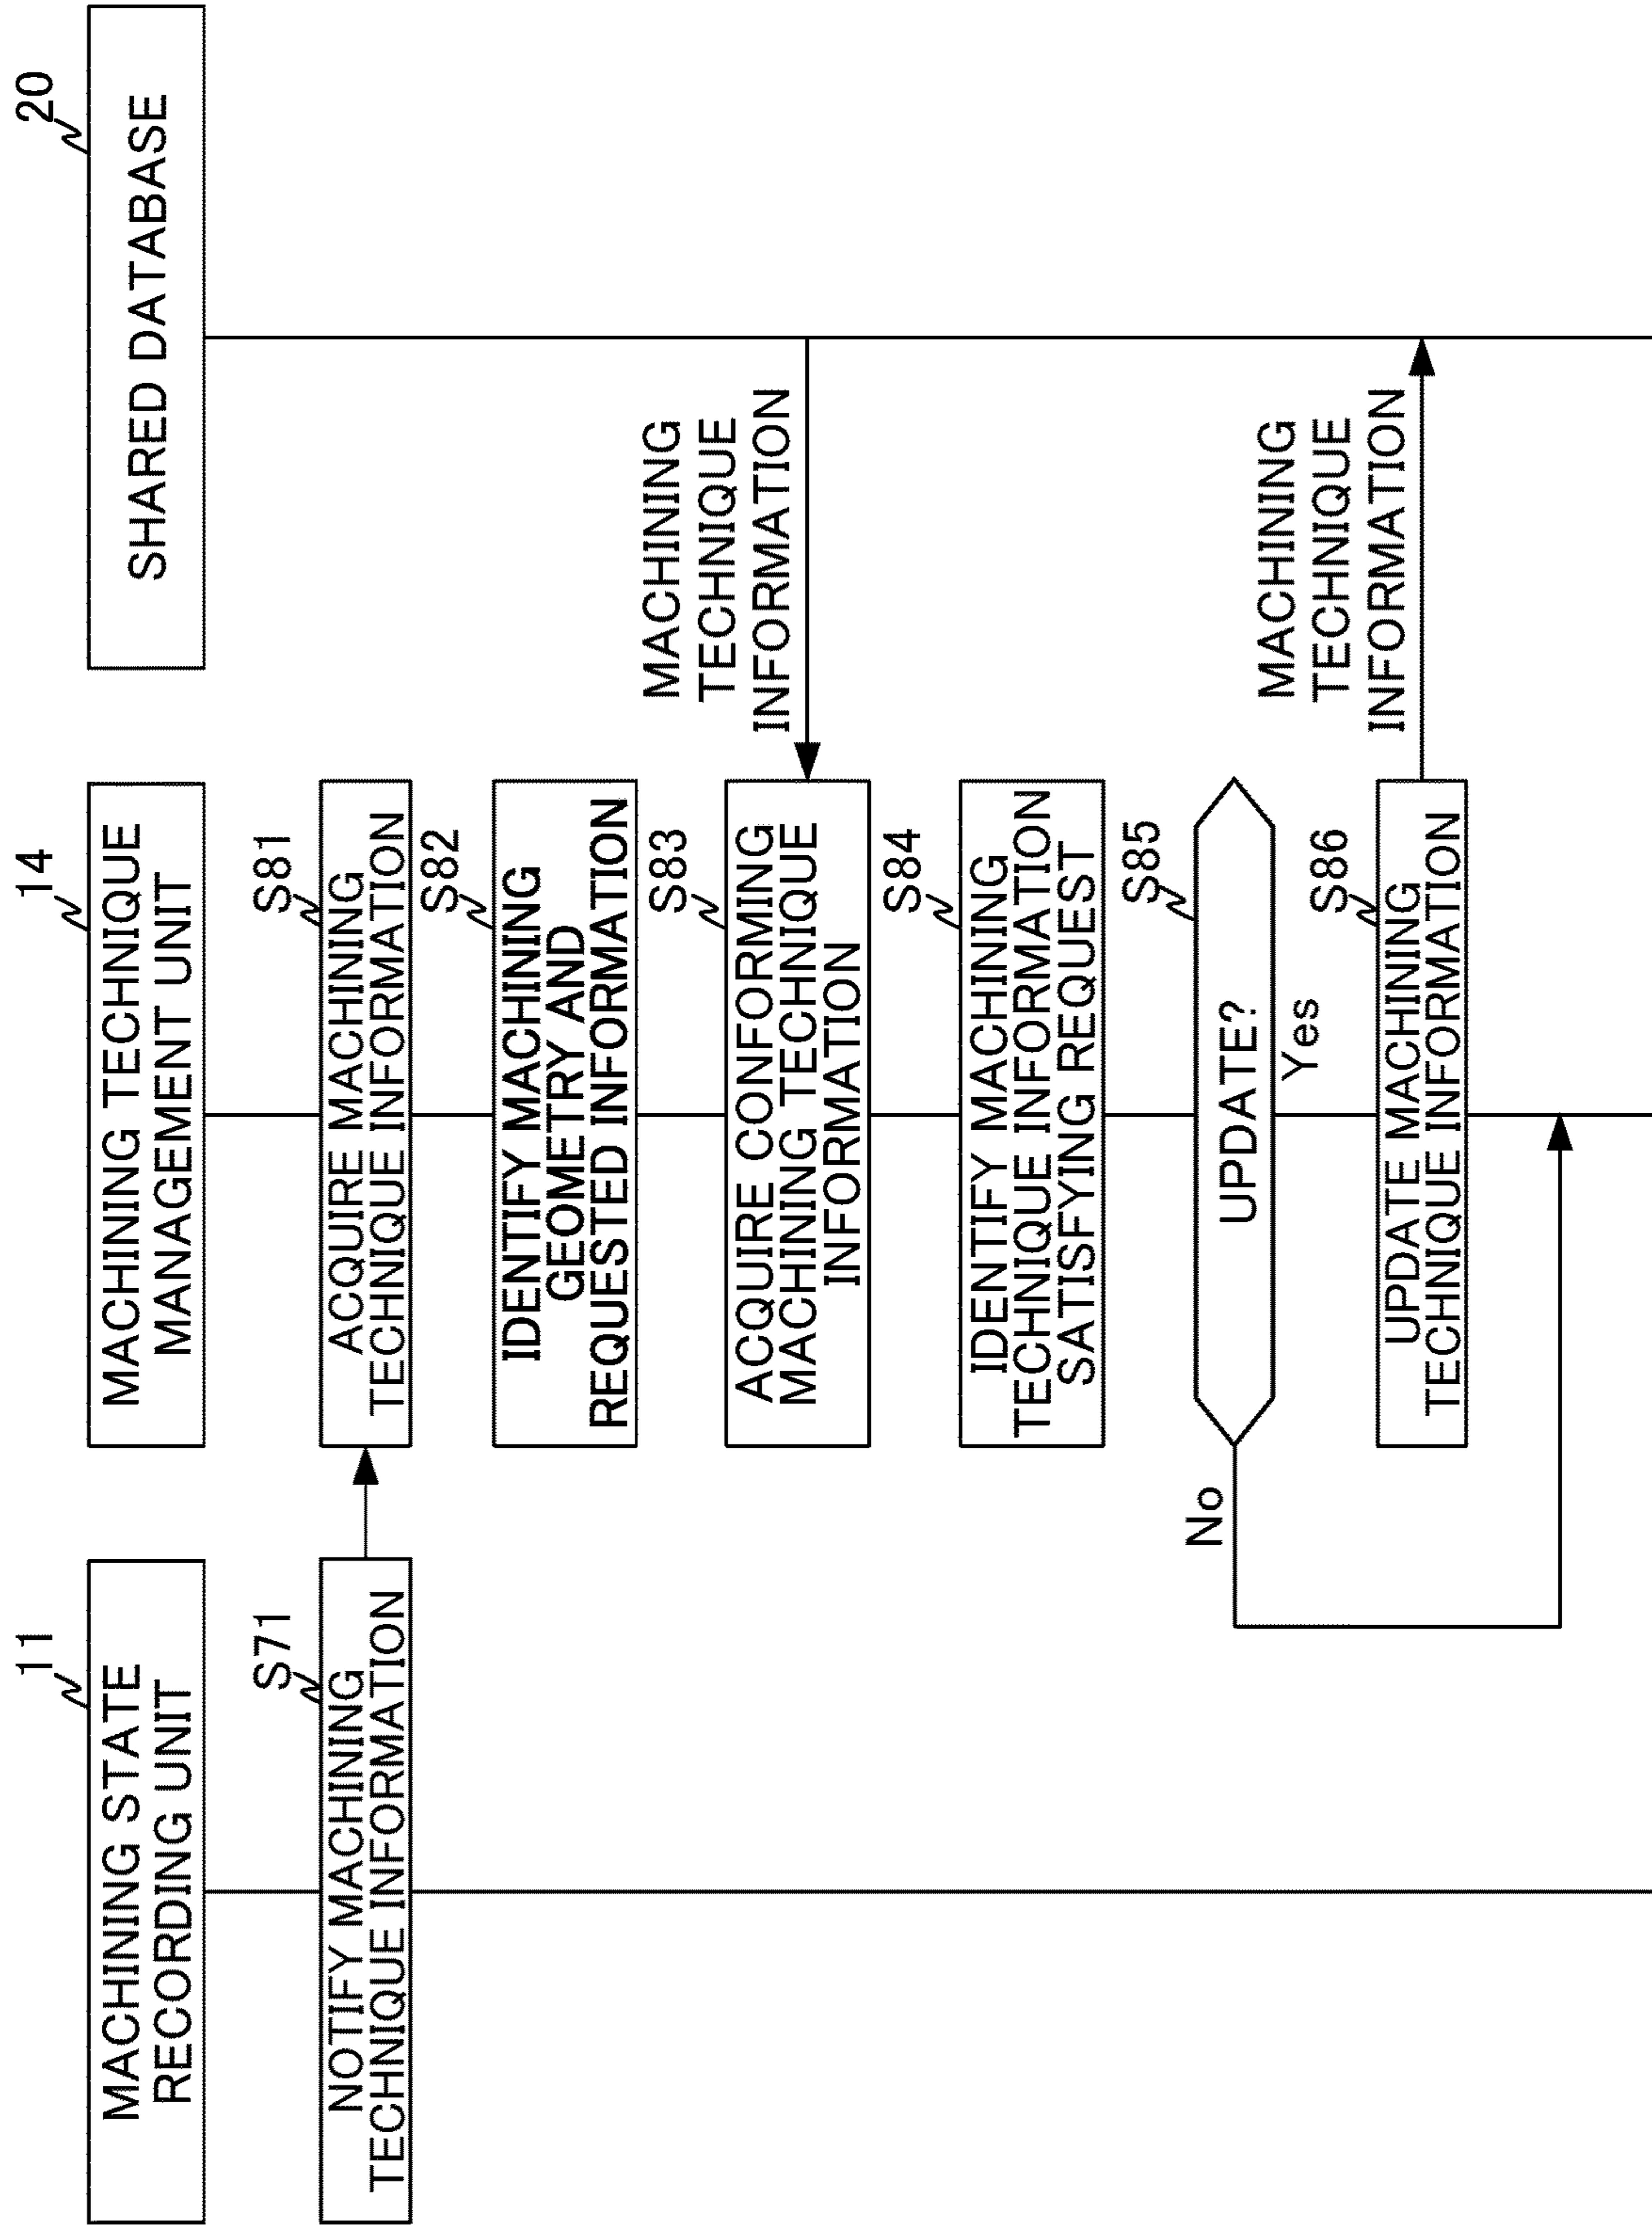 11
MACHINING STATE
RECORDING UNIT
14
MACHINING TECHNIQUE
MANAGEMENT UNIT
20
SHARED DATABASE
S71
NOTIFY MACHINING
TECHNIQUE INFORMATION
S81
ACQUIRE MACHINING
TECHNIQUE INFORMATION
S82
IDENTIFY MACHINING
GEOMETRY AND
REQUESTED INFORMATION
S83
ACQUIRE CONFORMING
MACHINING TECHNIQUE
INFORMATION
MACHINING
TECHNIQUE
INFORMATION
S84
IDENTIFY MACHINING
TECHNIQUE INFORMATION
SATISFYING REQUEST
S85
UPDATE?
No
Yes
S86
UPDATE MACHINING
TECHNIQUE INFORMATION
MACHINING
TECHNIQUE
INFORMATION